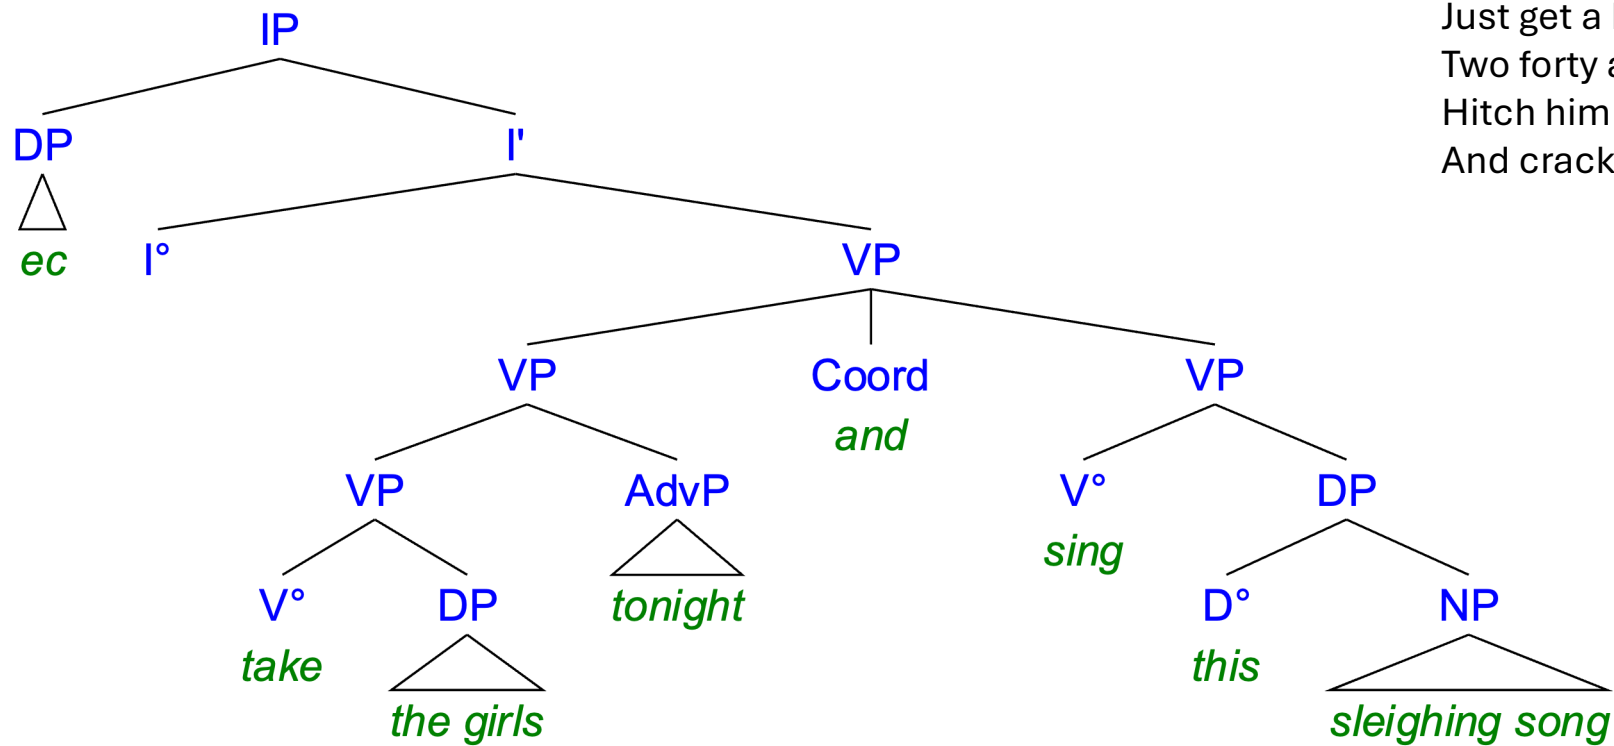 IP
Just get a
Two forty
Hitch him
And crack
DP
I'
ec
I°
VP
VP
Coord
and
VP
VP
AdvP
tonight
V°
sing
DP
V°
take
DP
the girls
D°
this
NP
sleighing song